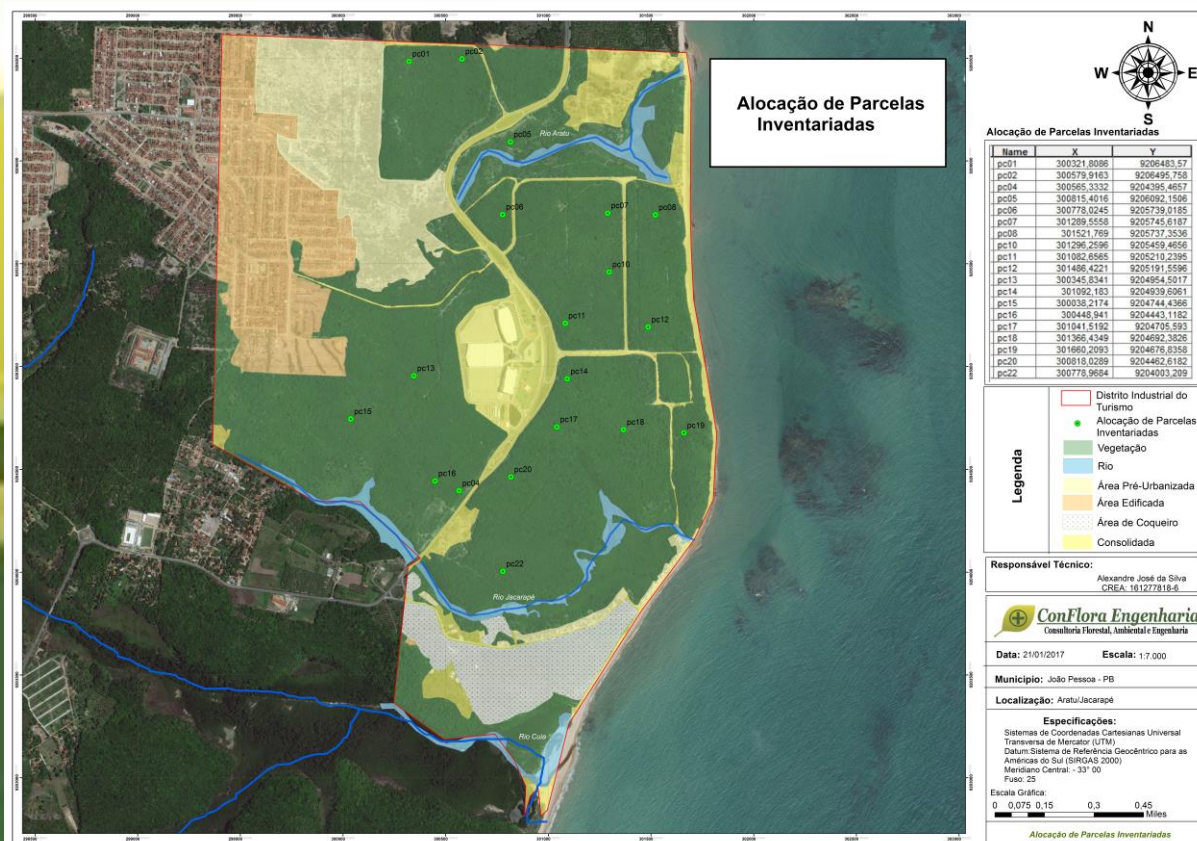 Alocação de Parcelas
Inventariadas
pc01
pc02
pc05
Rio Aratu
pc06
pc07
pc08
pc10
pc11
pc12
pc13
pc14
pc15
pc17
pc18
pc19
pc16
pc04
pc20
pc22
Rio Jacarapé
Rio Cuia
N
W E
S
Alocação de Parcelas Inventariadas
Name X Y
pc01 300321,8086 9206483,57
pc02 300579,9163 9206495,758
pc04 300565,3332 9204395,4657
pc05 300815,4016 9206092,1506
pc06 300778,0245 9205739,0185
pc07 301289,5558 9205745,6187
pc08 301521,769 9205737,3536
pc10 301296,2596 9205459,4656
pc11 301082,6565 9205210,2395
pc12 301486,4221 9205191,5596
pc13 300345,8341 9204954,5017
pc14 301092,183 9204939,6061
pc15 300038,2174 9204744,4366
pc16 300448,941 9204443,1182
pc17 301041,5192 9204705,593
pc18 301366,4349 9204692,3826
pc19 301660,2093 9204676,8358
pc20 300818,0289 9204462,6182
pc22 300778,9684 9204003,209
Legenda
Distrito Industrial do
Turismo
Alocação de Parcelas
Inventariadas
Vegetação
Rio
Área Pré-Urbanizada
Área Edificada
Área de Coqueiro
Consolidada
Responsável Técnico:
Alexandre José da Silva
CREA: 161277818-6
ConFlora Engenharia
Consultoria Florestal, Ambiental e Engenharia
Data: 21/01/2017 Escala: 1:7.000
Município: João Pessoa - PB
Localização: Aratu/Jacarapé
Especificações:
Sistemas de Coordenadas Cartesianas Universal
Transversa de Mercator (UTM)
Datum:Sistema de Referência Geocêntrico para as
Américas do Sul (SIRGAS 2000)
Meridiano Central: - 33° 00
Fuso: 25
Escala Gráfica:
0 0,075 0,15 0,3 0,45
Miles
Alocação de Parcelas Inventariadas